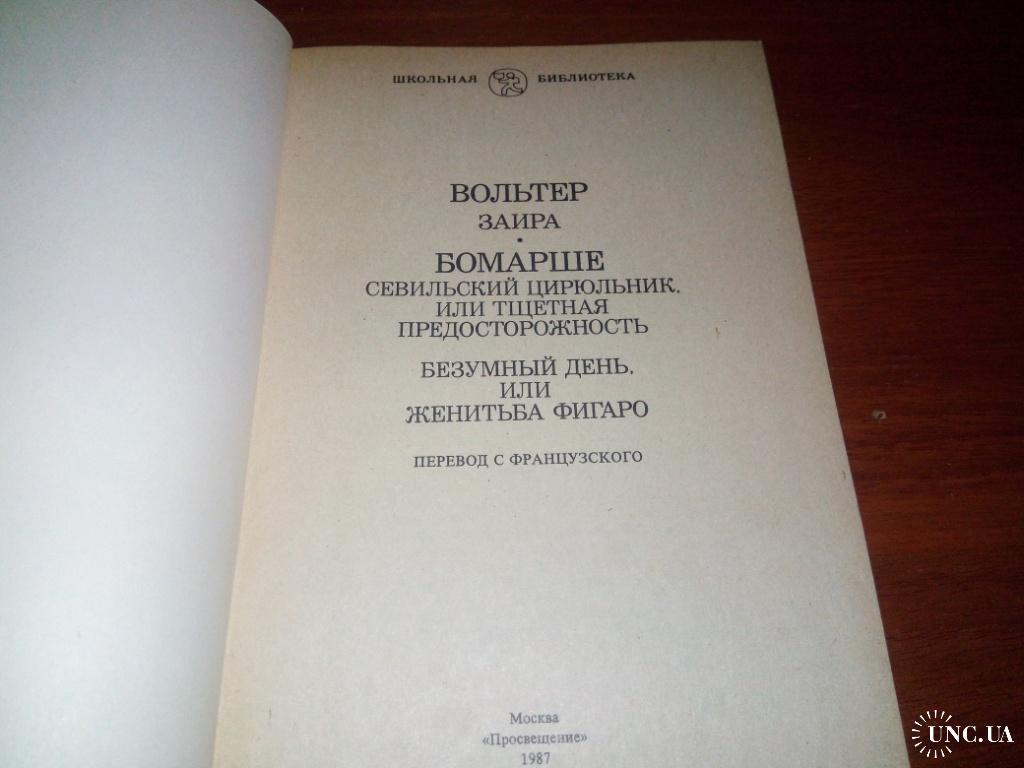 ШКОЛЬНАЯ БИБЛИОТЕКА
ВОЛЬТЕР
ЗАИРА
•
БОМАРШЕ
СЕВИЛЬСКИЙ ЦИРЮЛЬНИК,
ИЛИ ТЩЕТНАЯ
ПРЕДОСТОРОЖНОСТЬ
БЕЗУМНЫЙ ДЕНЬ,
ИЛИ
ЖЕНИТЬБА ФИГАРО
ПЕРЕВОД С ФРАНЦУЗСКОГО
Москва
«Просвещение»
1987
UNC.UA